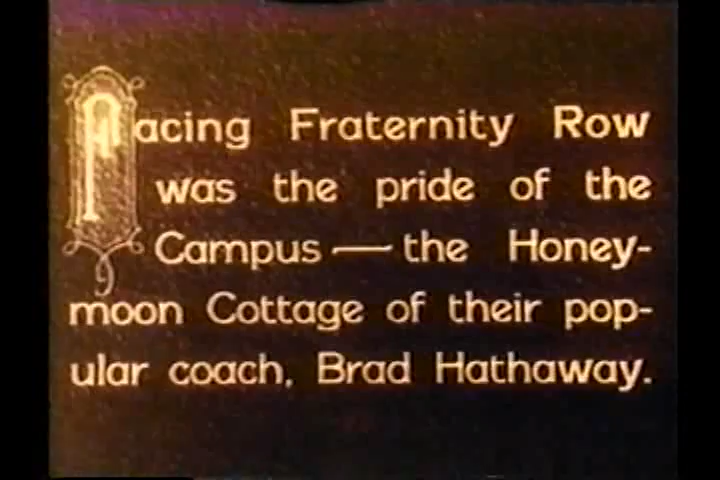 Facing Fraternity Row
was the pride of the
Campus — the Honey-
moon Cottage of their pop-
ular coach, Brad Hathaway.